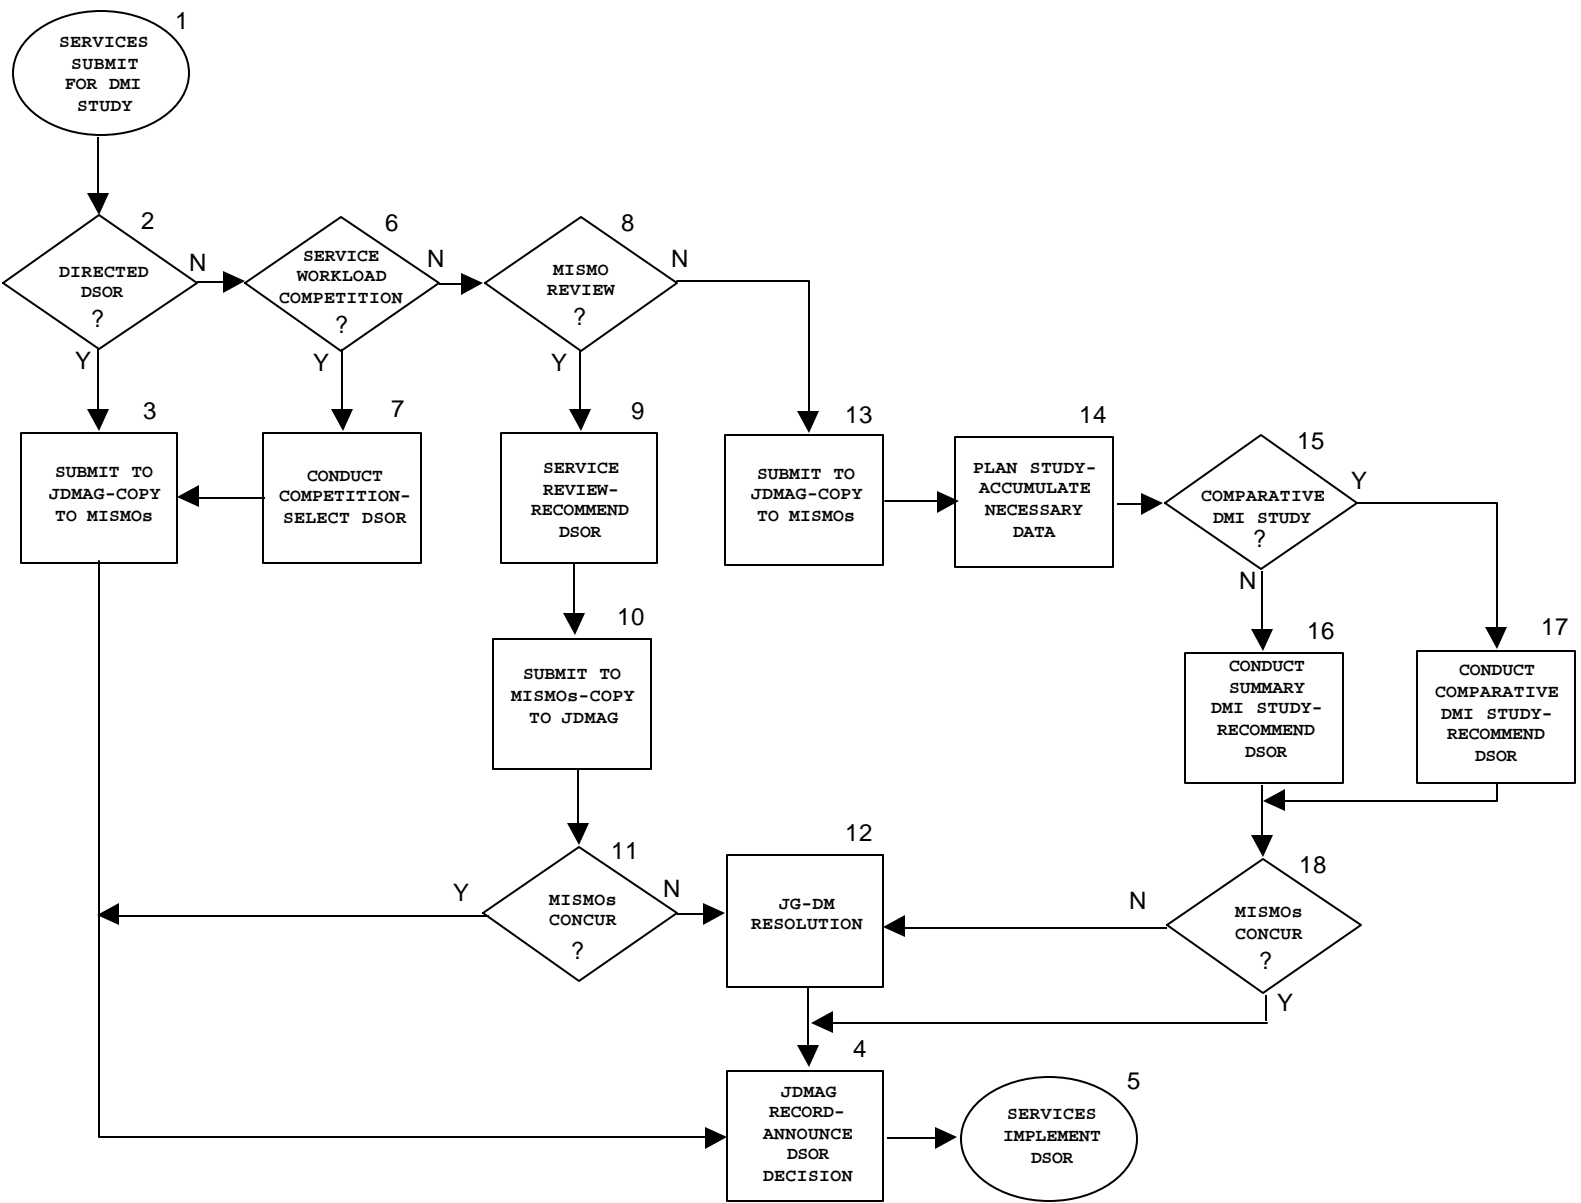 1
SERVICES
SUBMIT
FOR DMI
STUDY
2
DIRECTED
DSOR
?
N
Y
6
SERVICE
WORKLOAD
COMPETITION
?
N
Y
8
MISMO
REVIEW
?
N
Y
3
SUBMIT TO
JDMAG-COPY
TO MISMOs
7
CONDUCT
COMPETITION-
SELECT DSOR
9
SERVICE
REVIEW-
RECOMMEND
DSOR
13
SUBMIT TO
JDMAG-COPY
TO MISMOs
14
PLAN STUDY-
ACCUMULATE
NECESSARY
DATA
15
COMPARATIVE
DMI STUDY
?
Y
N
10
SUBMIT TO
MISMOs-COPY
TO JDMAG
16
CONDUCT
SUMMARY
DMI STUDY-
RECOMMEND
DSOR
17
CONDUCT
COMPARATIVE
DMI STUDY-
RECOMMEND
DSOR
11
MISMOs
CONCUR
?
Y
N
12
JG-DM
RESOLUTION
18
MISMOs
CONCUR
?
N
Y
4
JDMAG
RECORD-
ANNOUNCE
DSOR
DECISION
5
SERVICES
IMPLEMENT
DSOR